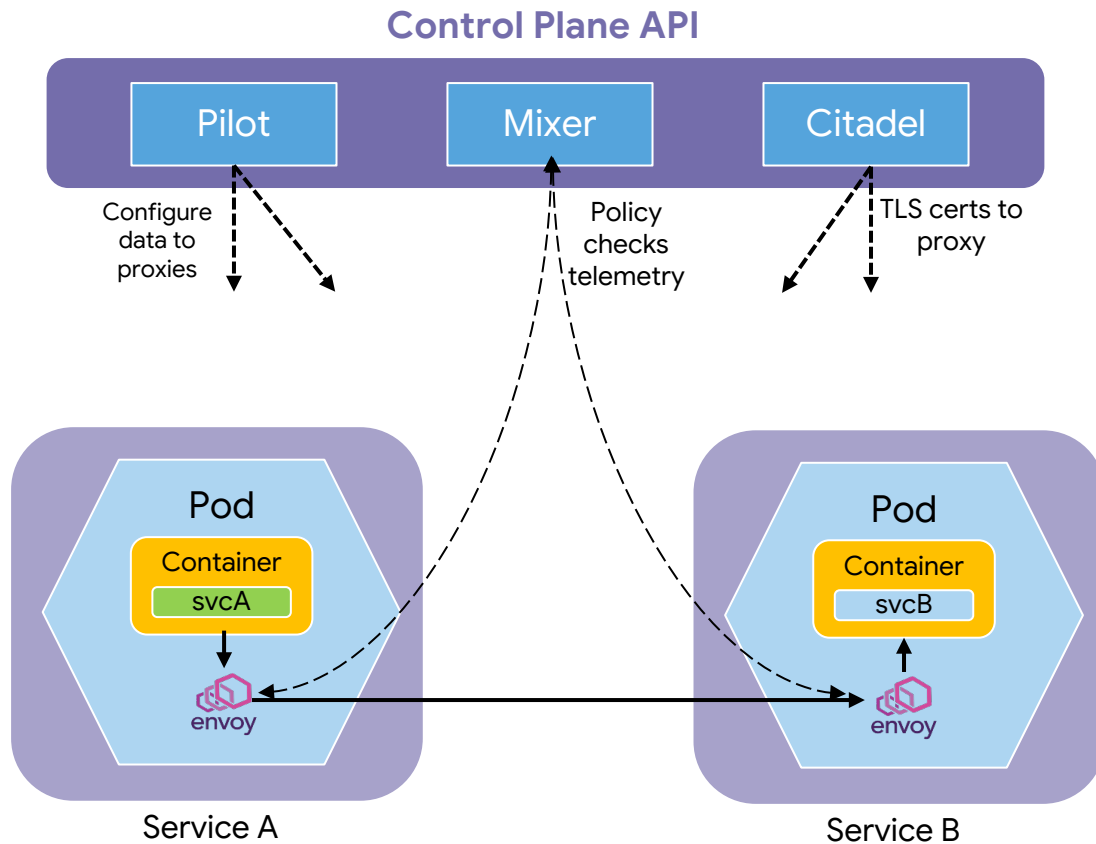 Control Plane API
Pilot
Mixer
Citadel
Configure
data to
proxies
Policy
checks
telemetry
TLS certs to
proxy
Pod
Container
svcA
envoy
Service A
Pod
Container
svcB
envoy
Service B